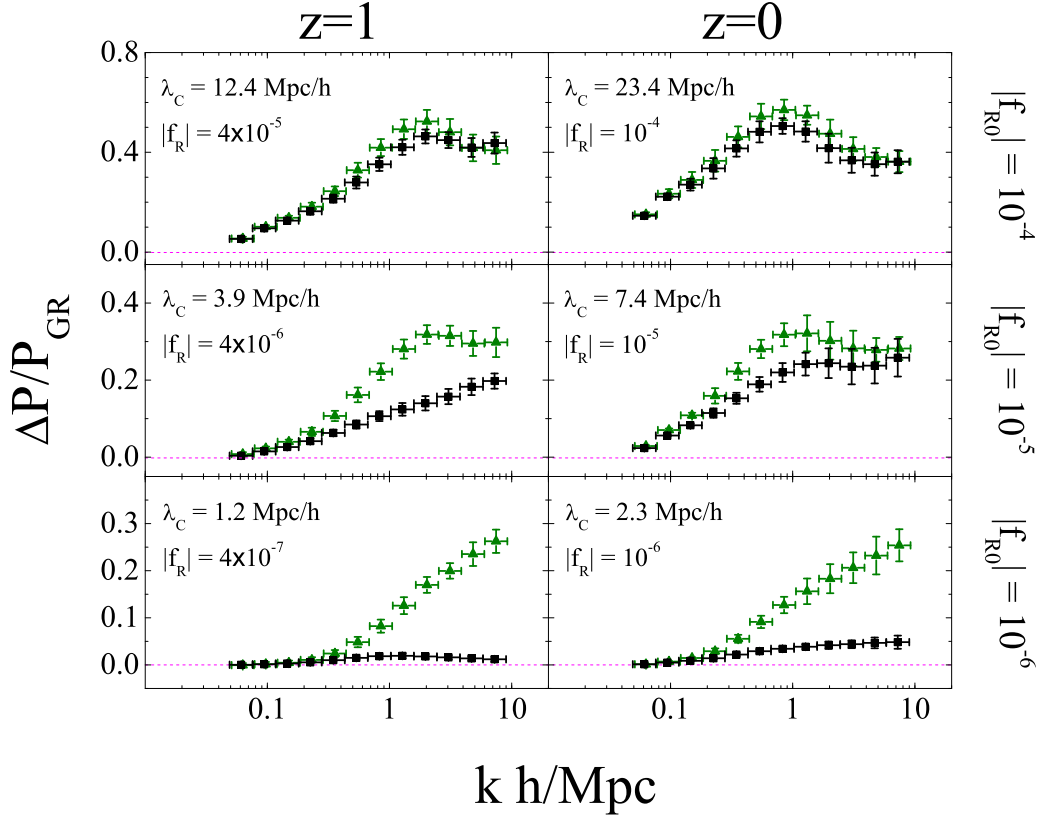 z=1
z=0
0.8
0.4
0.0
λC = 12.4 Mpc/h
|fR| = 4x10-5
λC = 23.4 Mpc/h
|fR| = 10-4
|fR0| = 10-4
0.4
0.2
0.0
λC = 3.9 Mpc/h
|fR| = 4x10-6
λC = 7.4 Mpc/h
|fR| = 10-5
|fR0| = 10-5
ΔP/PGR
0.3
0.2
0.1
0.0
λC = 1.2 Mpc/h
|fR| = 4x10-7
λC = 2.3 Mpc/h
|fR| = 10-6
|fR0| = 10-6
0.1
1
10
0.1
1
10
k h/Mpc